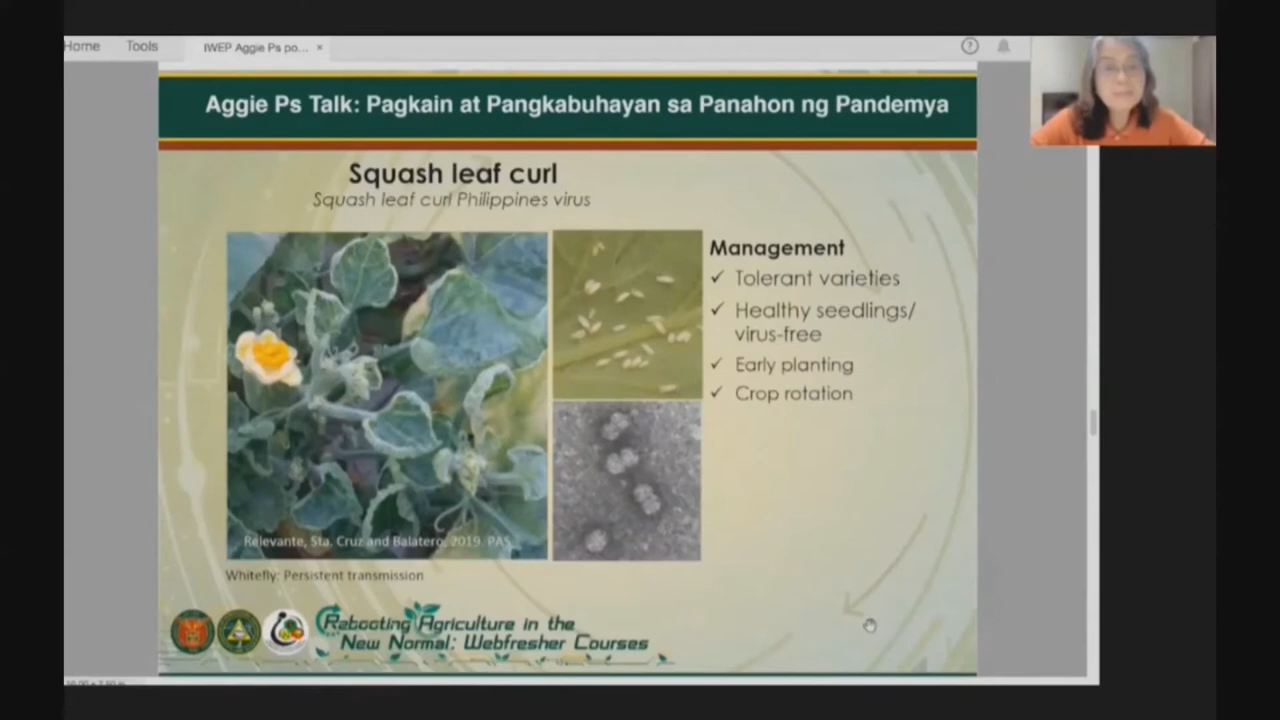 Home Tools IWEP Aggie Ps po... ×
Aggie Ps Talk: Pagkain at Pangkabuhayan sa Panahon ng Pandemya
Squash leaf curl
Squash leaf curl Philippines virus
Management
✓ Tolerant varieties
✓ Healthy seedlings/
virus-free
✓ Early planting
✓ Crop rotation
Relevante, Sta. Cruz and Balatero, 2019. PAS
Whitefly: Persistent transmission
Rebooting Agriculture in the
New Normal: Webfresher Courses